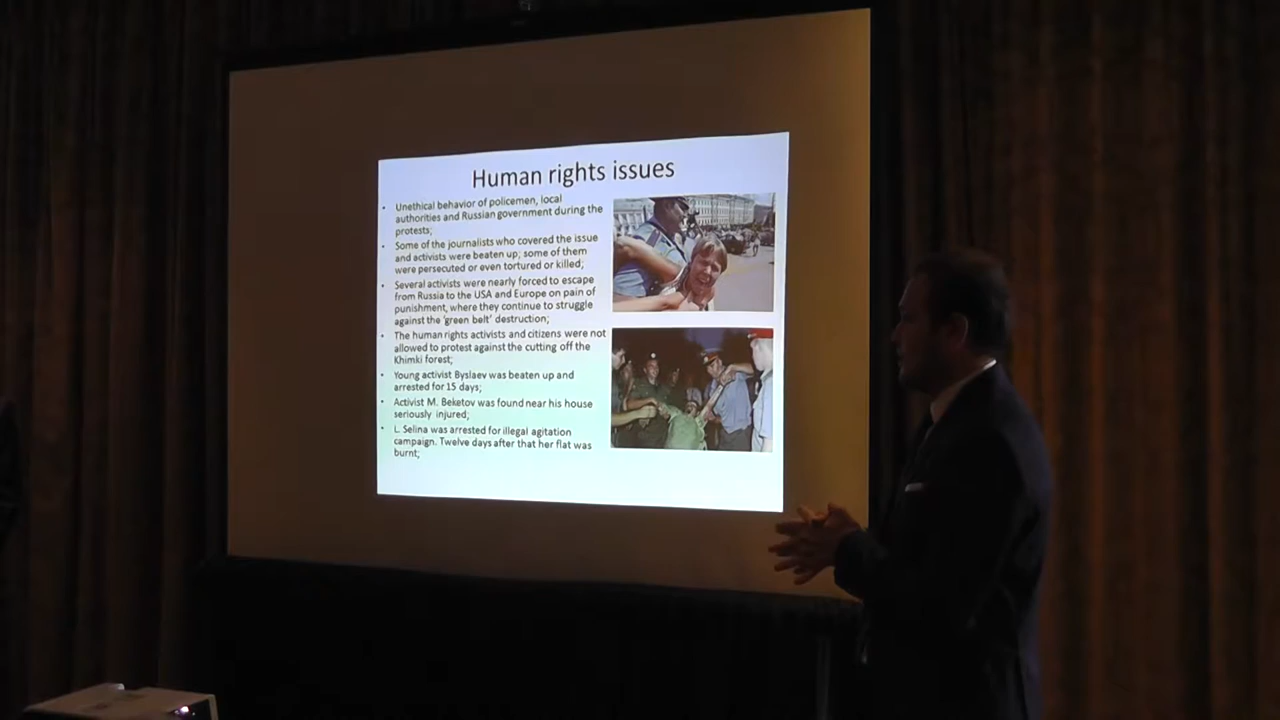 Human rights issues
• Unethical behavior of policemen, local
authorities and Russian government during the
protests;
• Some of the journalists who covered the issue
and activists were beaten up; some of them
were persecuted or even tortured or killed;
• Several activists were nearly forced to escape
from Russia to the USA and Europe on pain of
punishment, where they continue to struggle
against the 'green belt' destruction;
• The human rights activists and citizens were not
allowed to protest against the cutting off the
Khimki forest;
• Young activist Byslaev was beaten up and
arrested for 15 days;
• Activist M. Beketov was found near his house
seriously injured;
• L. Selina was arrested for illegal agitation
campaign. Twelve days after that her flat was
burnt;